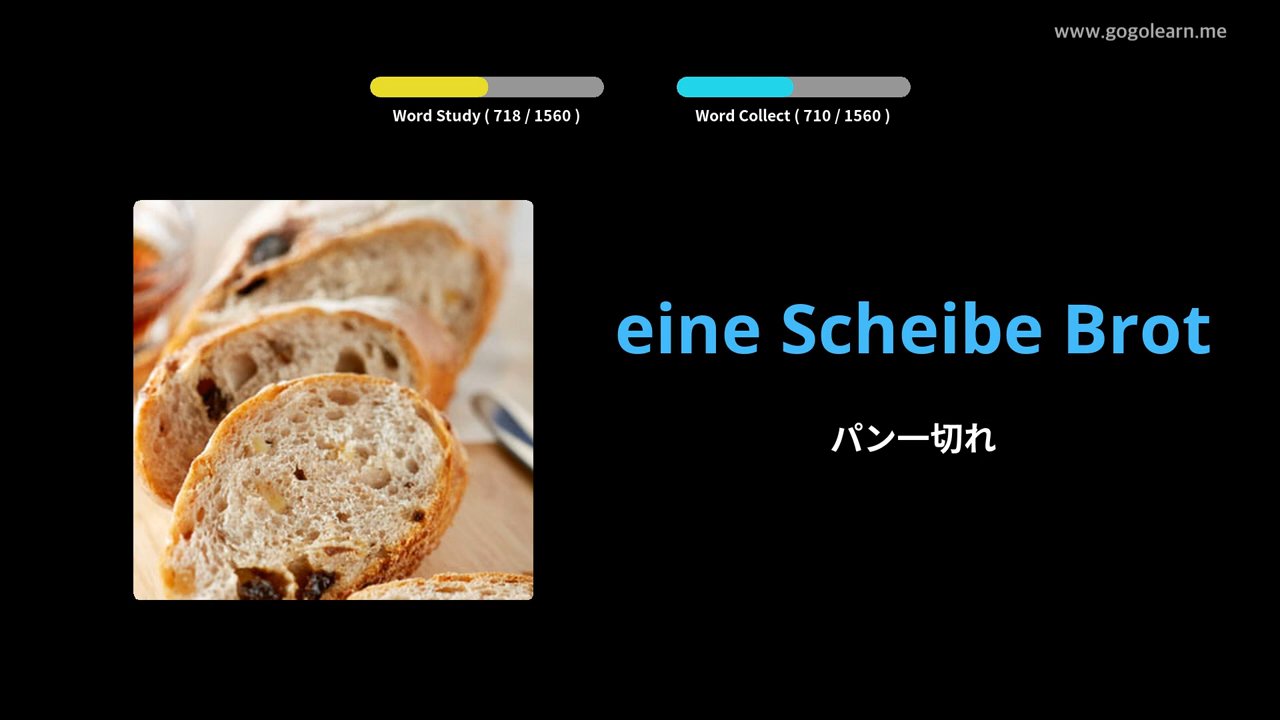 www.gogolearn.me
Word Study ( 718 / 1560 )
Word Collect ( 710 / 1560 )
eine Scheibe Brot
パン一切れ